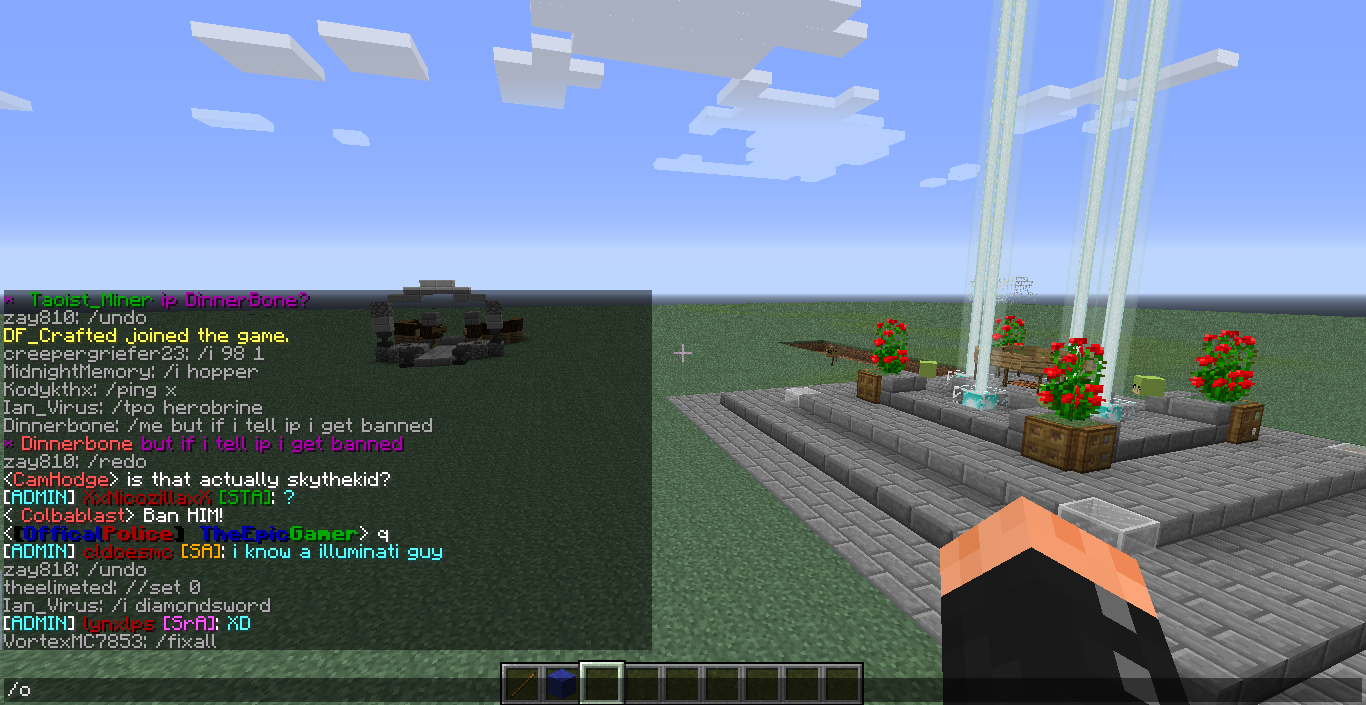 * Taoist_Miner ip DinnerBone?
zay810: /undo
DF_Crafted joined the game.
creepergriefer23: /i 98 1
MidnightMemory: /i hopper
Kodykthx: /ping x
Ian_Virus: /tpo herobrine
Dinnerbone: /me but if i tell ip i get banned
* Dinnerbone but if i tell ip i get banned
zay810: /redo
<CamHodge> is that actually skythekid?
[ADMIN] XxNicozillaxX [STA]: ?
< Colbablast> Ban HIM!
<[OfficalPolice] TheEpicGamer> q
[ADMIN] cldoesmc [SA]: i know a illuminati guy
zay810: /undo
theelimeted: //set 0
Ian_Virus: /i diamondsword
[ADMIN] lynxlps [SrA]: XD
VortexMC7853: /fixall
/o